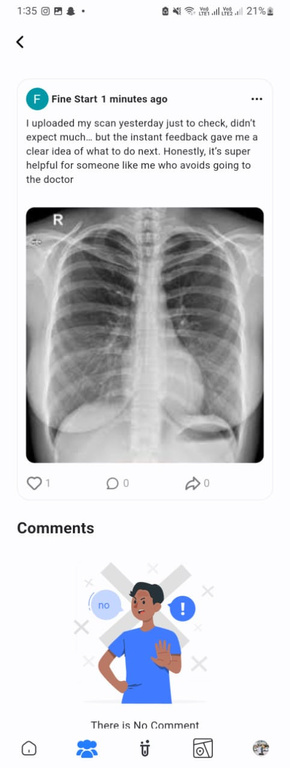 1:35
21%
F Fine Start 1 minutes ago
I uploaded my scan yesterday just to check, didn't
expect much... but the instant feedback gave me a
clear idea of what to do next. Honestly, it's super
helpful for someone like me who avoids going to
the doctor
R
1
0
0
Comments
no
!
There is No Comment